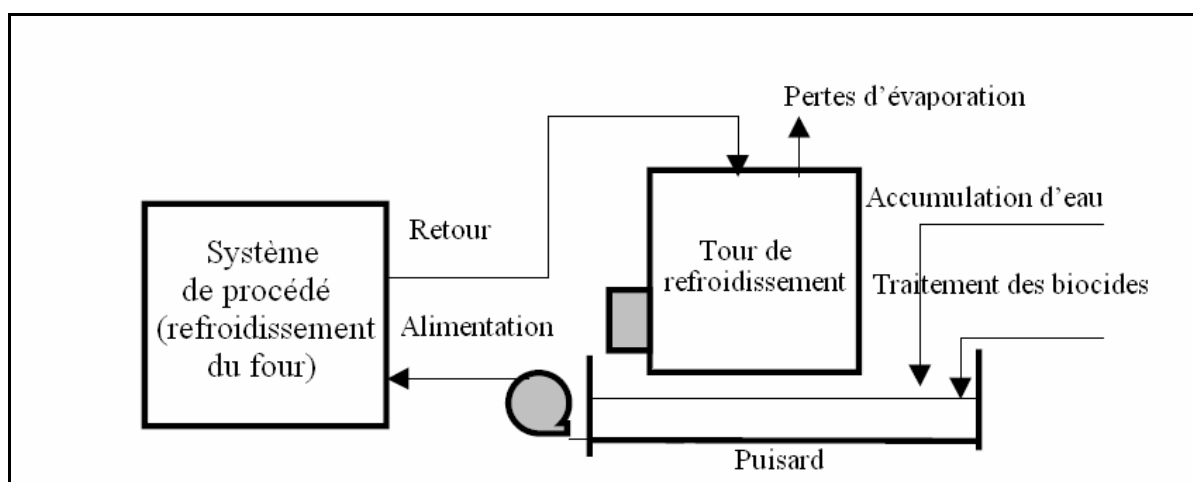 Pertes d'évaporation
Accumulation d'eau
Retour
Système
de procédé
(refroidissement
du four)
Tour de
refroidissement
Traitement des biocides
Alimentation
Puisard